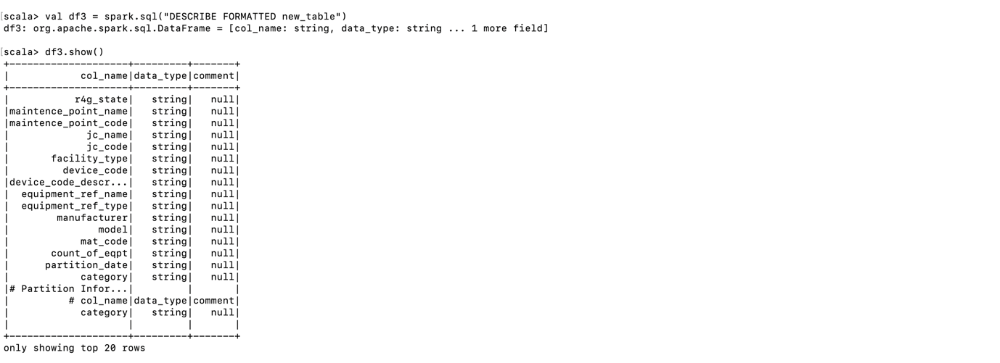 [scala> val df3 = spark.sql("DESCRIBE FORMATTED new_table")
df3: org.apache.spark.sql.DataFrame = [col_name: string, data_type: string ... 1 more field]
[scala> df3.show()
+--------------------+---------+-------+
|            col_name|data_type|comment|
+--------------------+---------+-------+
|           r4g_state|   string|   null|
|maintence_point_name|   string|   null|
|maintence_point_code|   string|   null|
|             jc_name|   string|   null|
|             jc_code|   string|   null|
|       facility_type|   string|   null|
|         device_code|   string|   null|
|device_code_descr...|   string|   null|
|  equipment_ref_name|   string|   null|
|  equipment_ref_type|   string|   null|
|        manufacturer|   string|   null|
|               model|   string|   null|
|            mat_code|   string|   null|
|       count_of_eqpt|   string|   null|
|      partition_date|   string|   null|
|            category|   string|   null|
|# Partition Infor...|         |       |
|          # col_name|data_type|comment|
|            category|   string|   null|
|                    |         |       |
+--------------------+---------+-------+
only showing top 20 rows